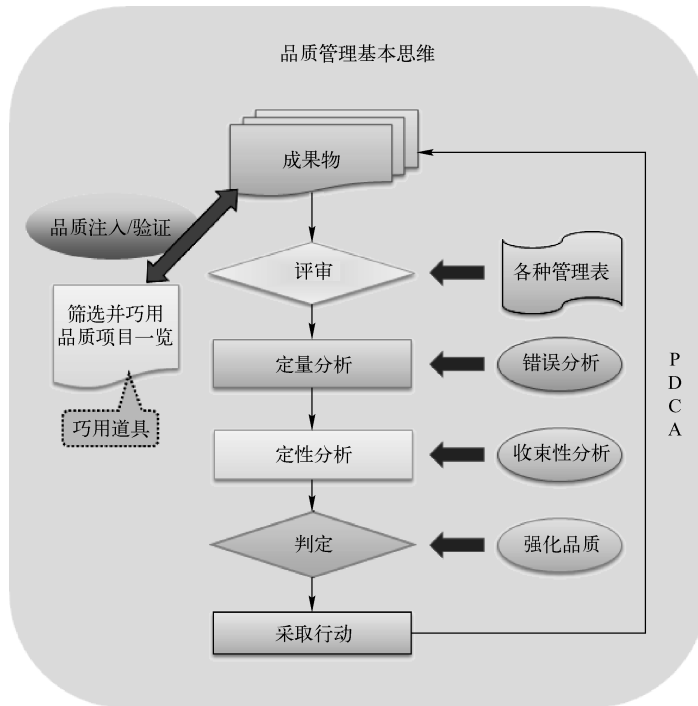 品质管理基本思维
成果物
品质注入/验证
评审
各种管理表
筛选并巧用
品质项目一览
定量分析
错误分析
巧用道具
定性分析
收束性分析
判定
强化品质
采取行动
P
D
C
A